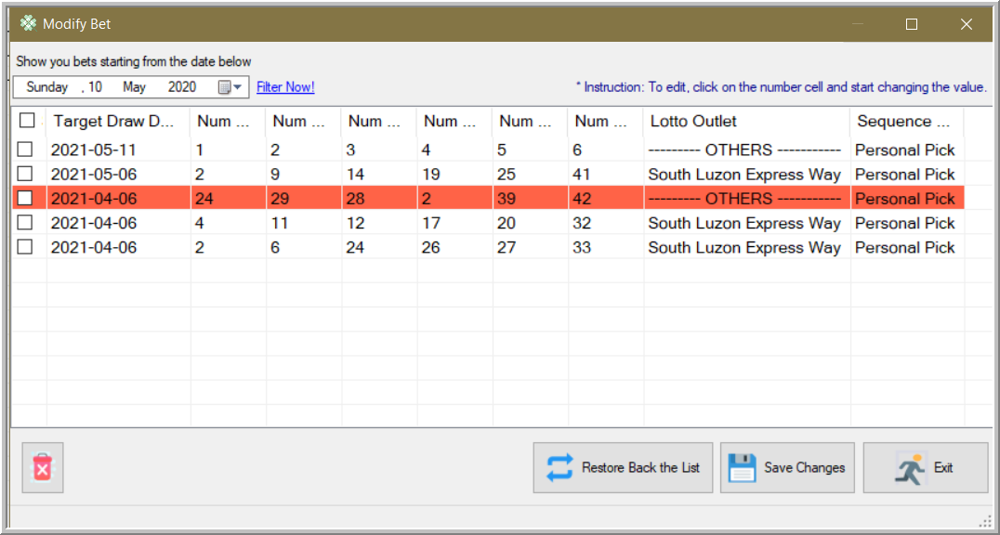 Modify Bet
Show you bets starting from the date below
Sunday , 10 May 2020 Filter Now! * Instruction: To edit, click on the number cell and start changing the value.
Target Draw D... Num ... Num ... Num ... Num ... Num ... Num ... Lotto Outlet Sequence ...
2021-05-11 1 2 3 4 5 6 --------- OTHERS ----------- Personal Pick
2021-05-06 2 9 14 19 25 41 South Luzon Express Way Personal Pick
2021-04-06 24 29 28 2 39 42 --------- OTHERS ----------- Personal Pick
2021-04-06 4 11 12 17 20 32 South Luzon Express Way Personal Pick
2021-04-06 2 6 24 26 27 33 South Luzon Express Way Personal Pick
Restore Back the List Save Changes Exit